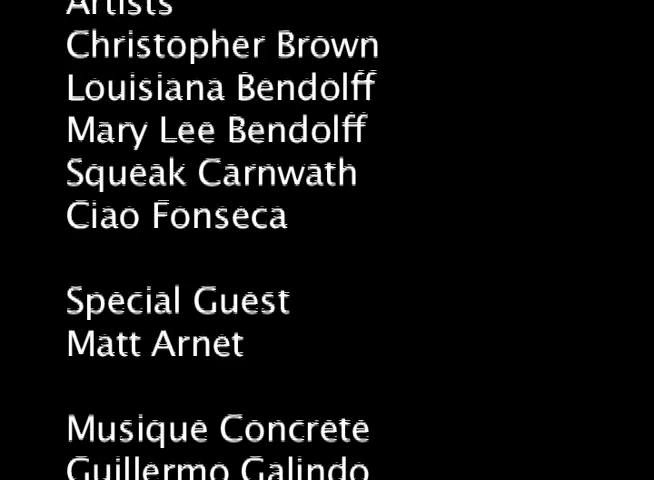 Artists
Christopher Brown
Louisiana Bendolff
Mary Lee Bendolff
Squeak Carnwath
Ciao Fonseca
Special Guest
Matt Arnet
Musique Concrete
Guillermo Galindo